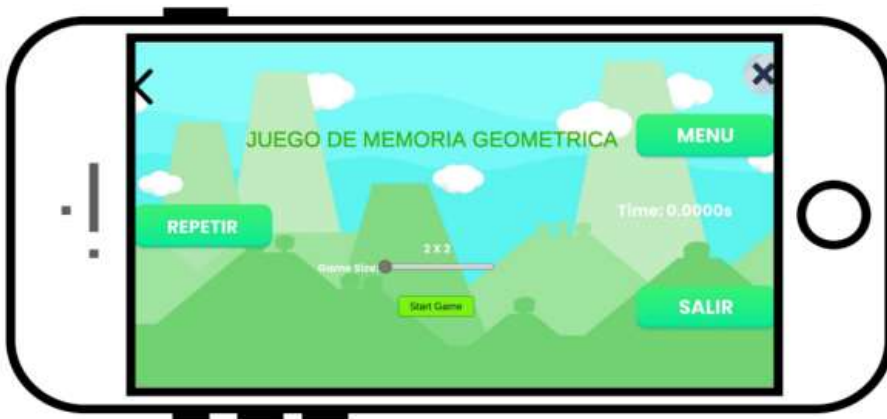 JUEGO DE MEMORIA GEOMETRICA
MENU
Time: 0.0000s
REPETIR
2 X 2
Game Size:
Start Game
SALIR